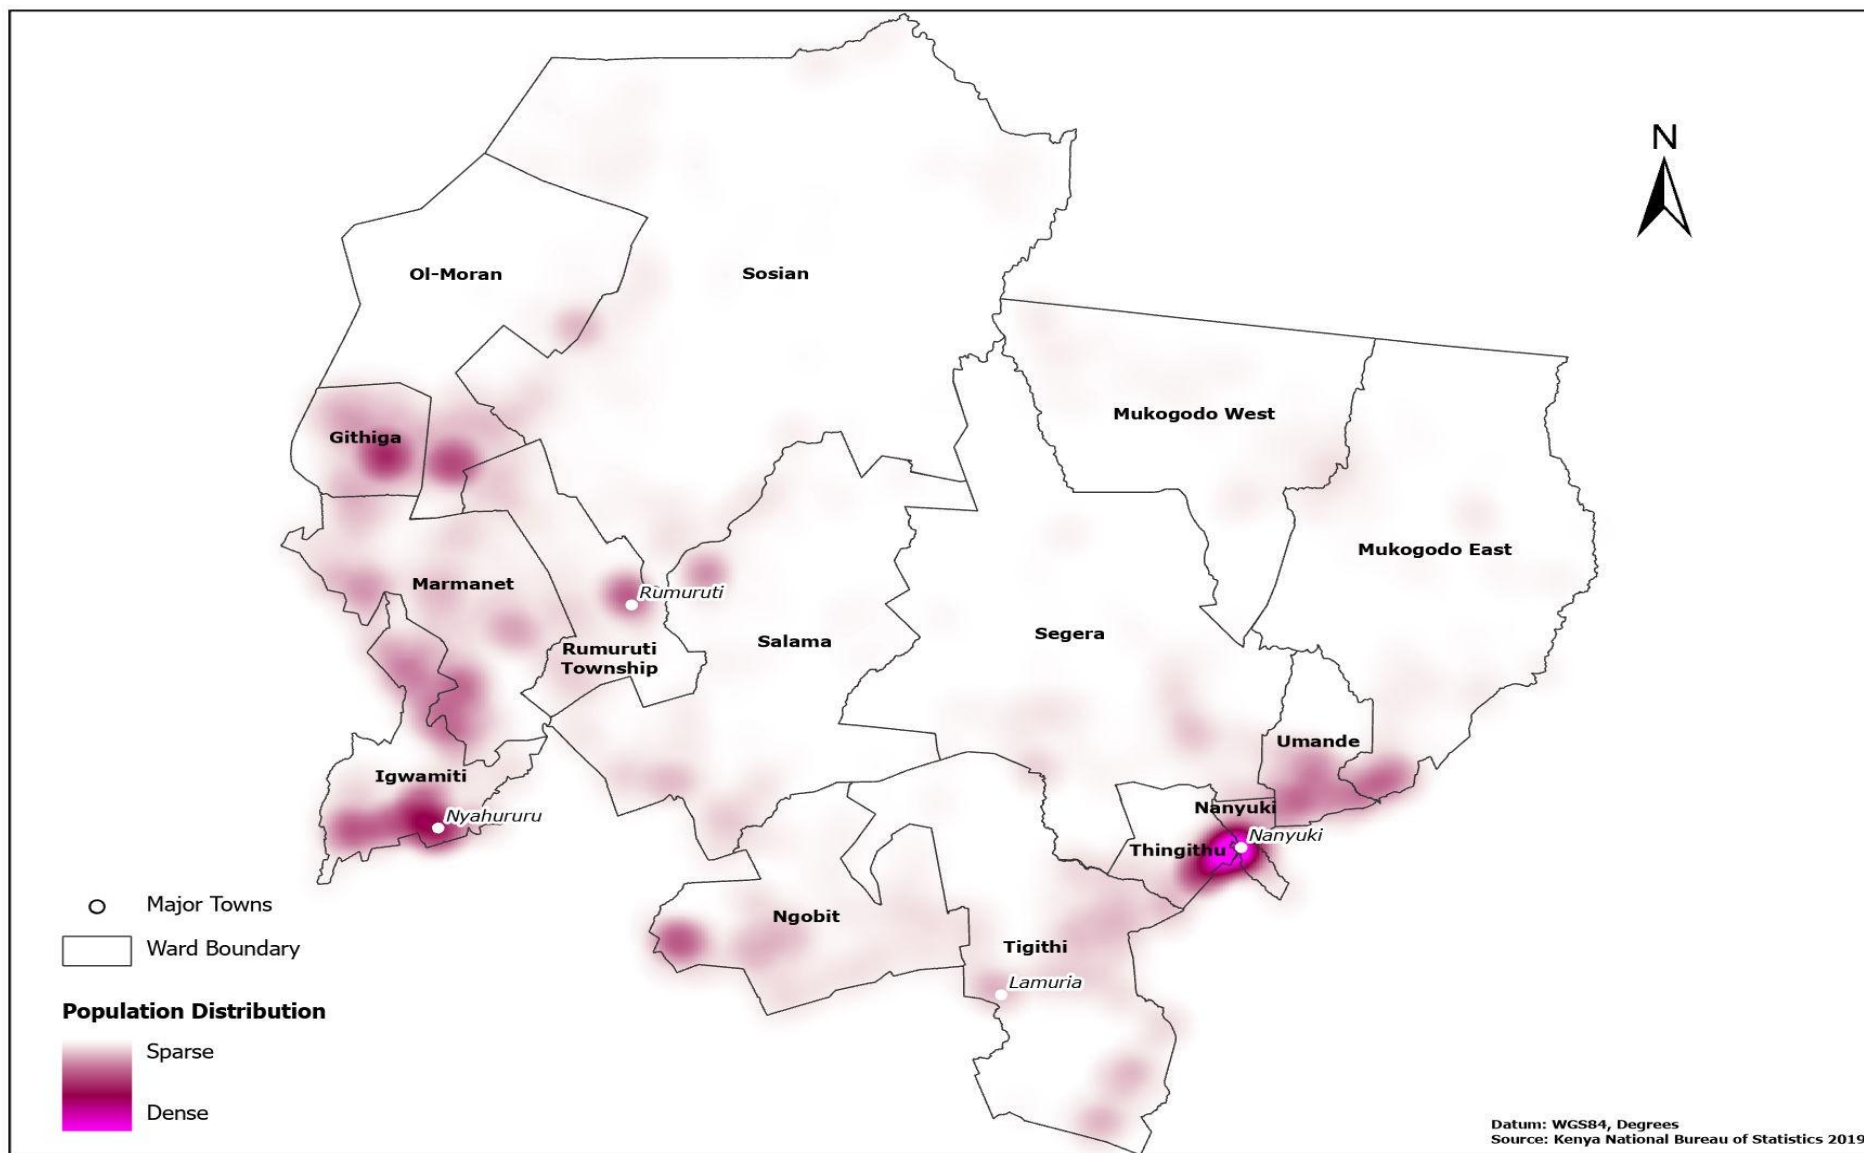 N
Ol-Moran
Sosian
Mukogodo West
Githiga
Mukogodo East
Marmanet
Rumuruti
Segera
Salama
Rumuruti
Township
Umande
Igwamiti
Nyahururu
Nanyuki
Nanyuki
Thingithu
Ngobit
Tigithi
Lamuria
Major Towns
Ward Boundary
Population Distribution
Sparse
Dense
Datum: WGS84, Degrees
Source: Kenya National Bureau of Statistics 2019